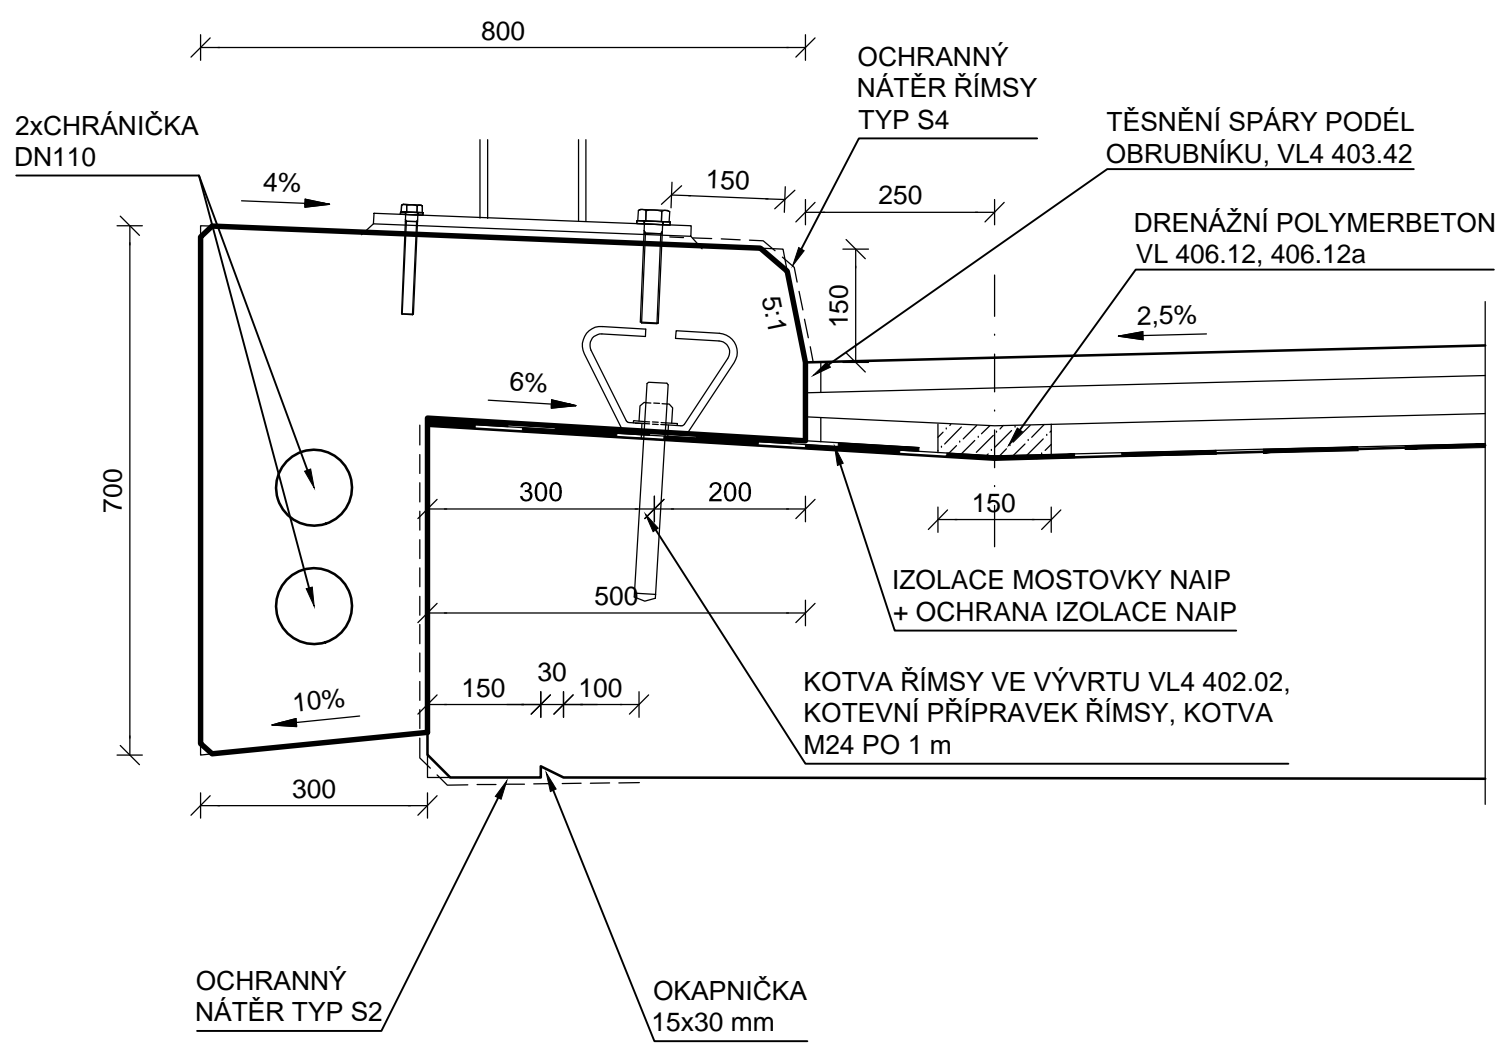 800
OCHRANNÝ
NÁTĚR ŘÍMSY
TYP S4
2xCHRÁNIČKA
DN110
TĚSNĚNÍ SPÁRY PODÉL
OBRUBNÍKU, VL4 403.42
4%
150
250
DRENÁŽNÍ POLYMERBETON
VL 406.12, 406.12a
5:1
150
2,5%
6%
700
300
200
150
IZOLACE MOSTOVKY NAIP
+ OCHRANA IZOLACE NAIP
500
10%
150
30
100
KOTVA ŘÍMSY VE VÝVRTU VL4 402.02,
KOTEVNÍ PŘÍPRAVEK ŘÍMSY, KOTVA
M24 PO 1 m
300
OCHRANNÝ
NÁTĚR TYP S2
OKAPNIČKA
15x30 mm